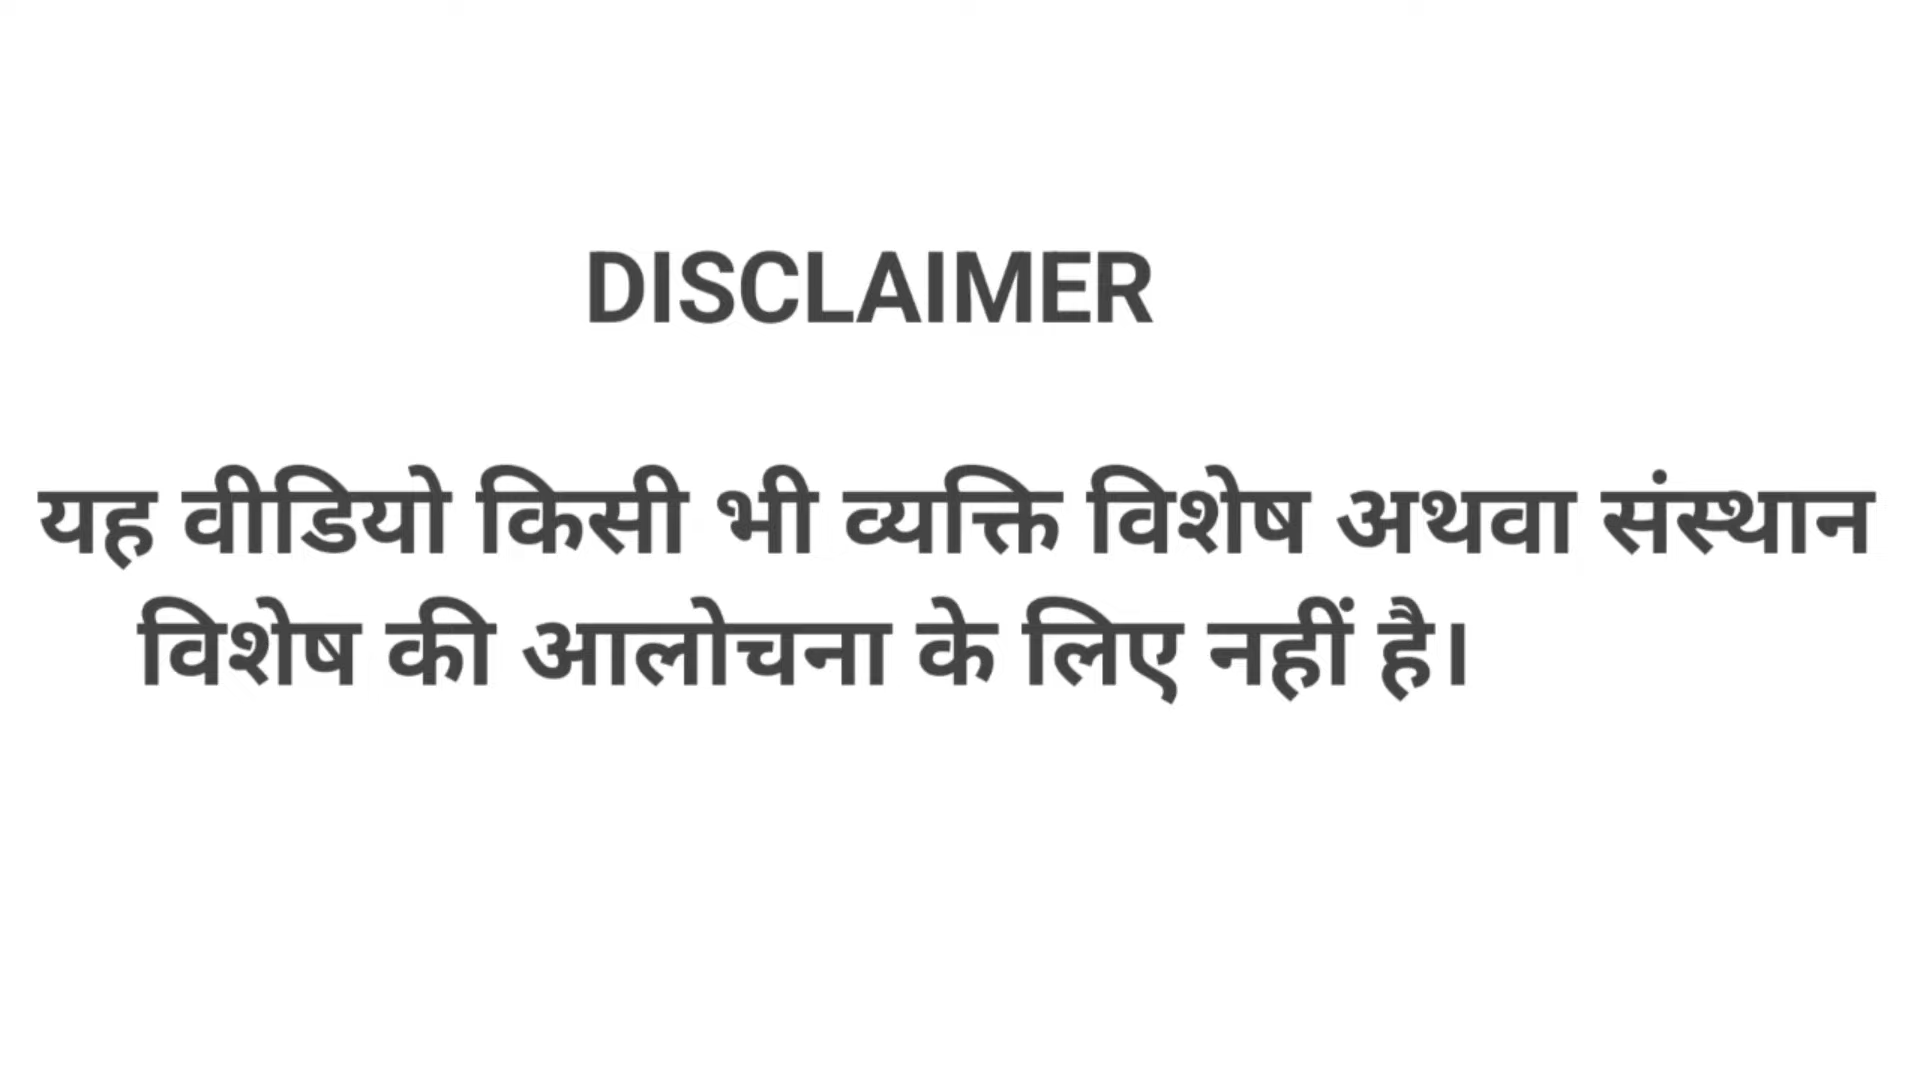 DISCLAIMER
यह वीडियो किसी भी व्यक्ति विशेष अथवा संस्थान
विशेष की आलोचना के लिए नहीं है।